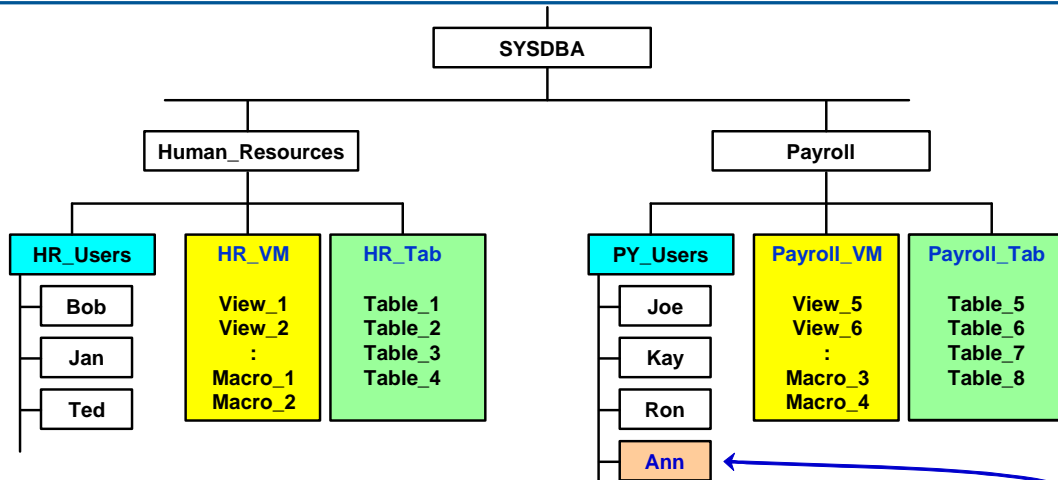 SYSDBA
Human_Resources
Payroll
HR_Users
Bob
Jan
Ted
HR_VM
View_1
View_2
:
Macro_1
Macro_2
HR_Tab
Table_1
Table_2
Table_3
Table_4
PY_Users
Joe
Kay
Ron
Ann
Payroll_VM
View_5
View_6
:
Macro_3
Macro_4
Payroll_Tab
Table_5
Table_6
Table_7
Table_8